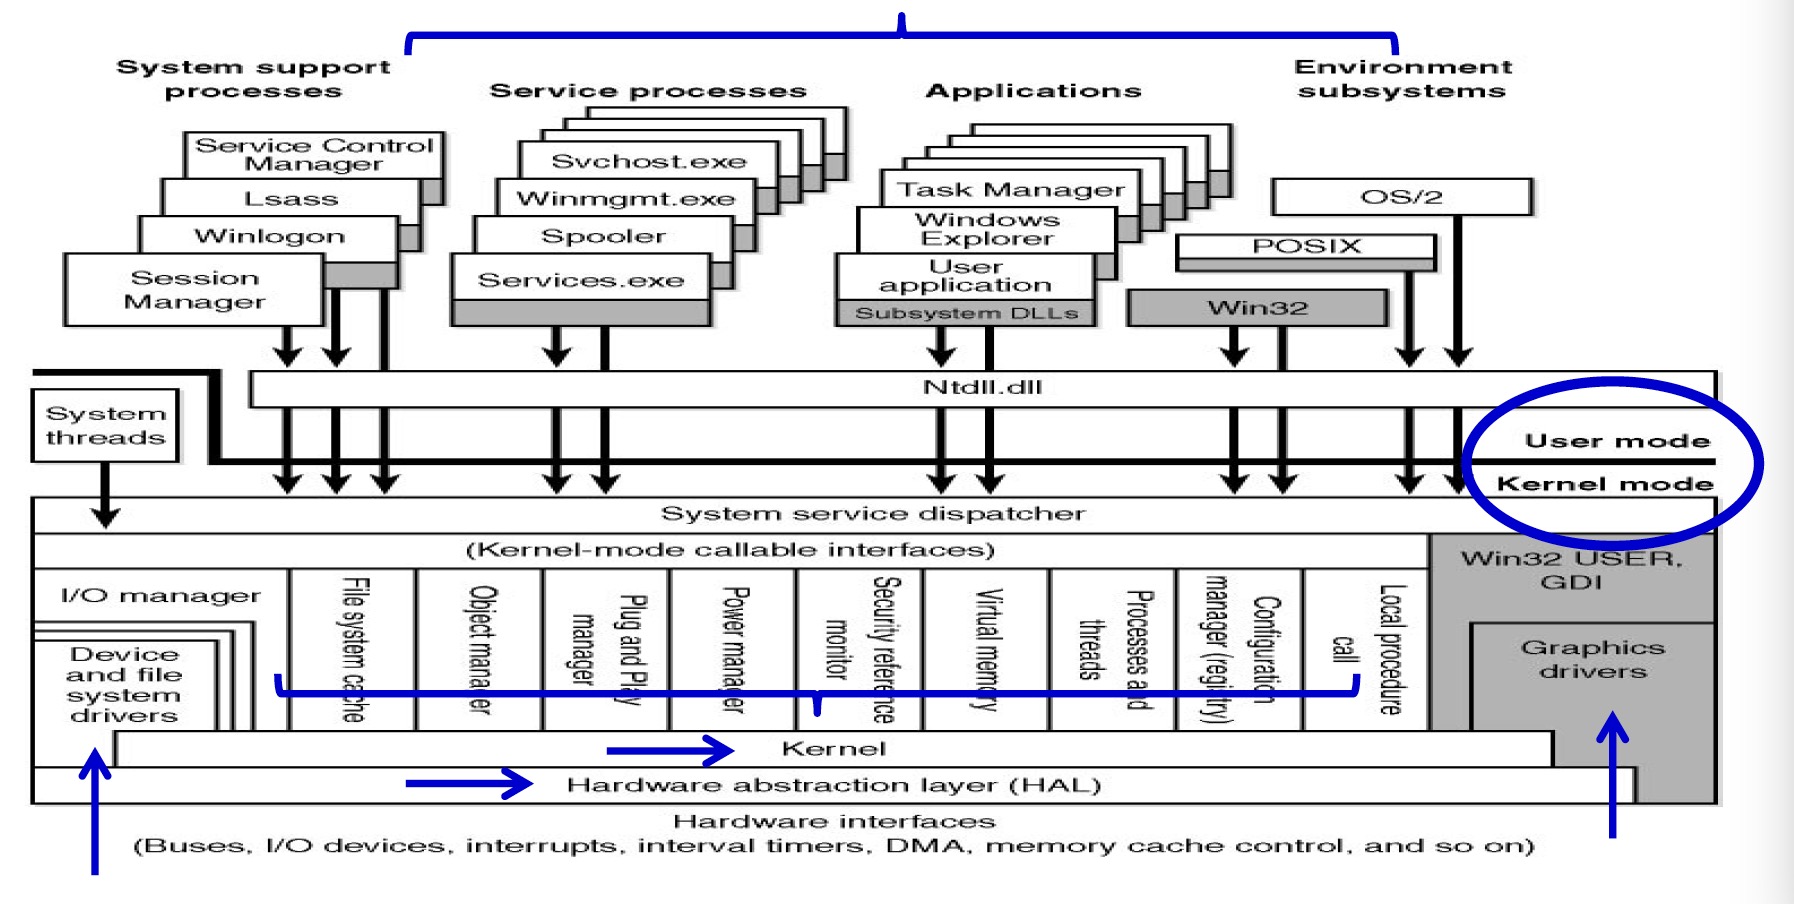 System support
processes
Service processes
Applications
Environment
subsystems
Service Control
Manager
Lsass
Winlogon
Session
Manager
Svchost.exe
Winmgmt.exe
Spooler
Services.exe
Task Manager
Windows
Explorer
User
application
Subsystem DLLs
OS/2
POSIX
Win32
Ntdll.dll
System
threads
User mode
Kernel mode
System service dispatcher
(Kernel-mode callable interfaces)
Win32 USER,
GDI
I/O manager
Device
and file
system
drivers
File system cache
Object manager
Plug and Play
manager
Power manager
Security reference
monitor
Virtual memory
Processes and
threads
Configuration
manager (registry)
Local procedure
call
Graphics
drivers
Kernel
Hardware abstraction layer (HAL)
Hardware interfaces
(Buses, I/O devices, interrupts, interval timers, DMA, memory cache control, and so on)